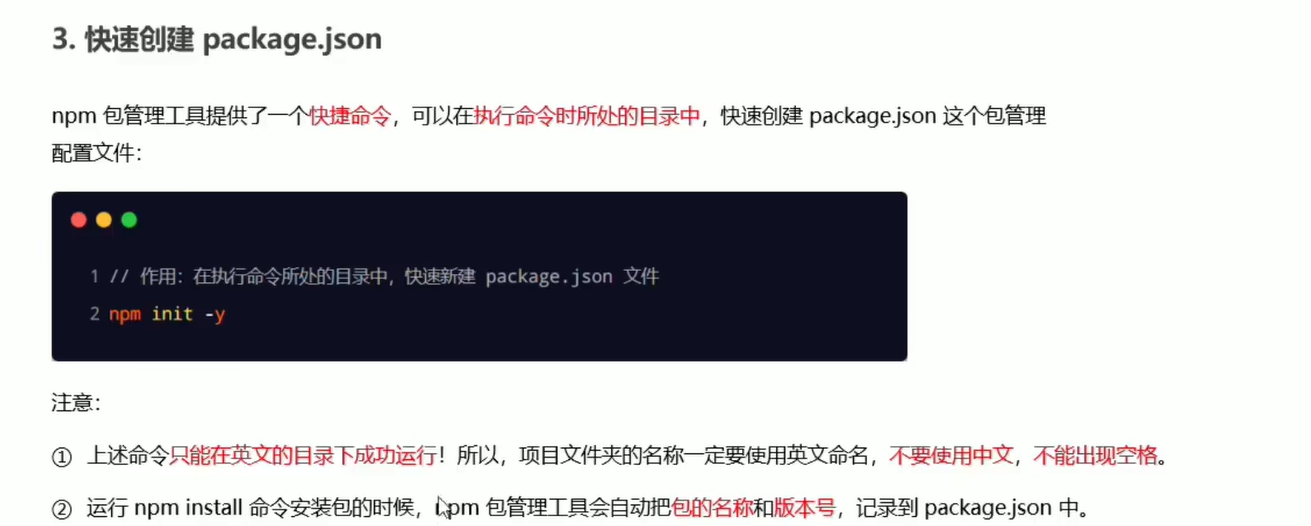 3. 快速创建 package.json
npm 包管理工具提供了一个快捷命令，可以在执行命令时所处的目录中，快速创建 package.json 这个包管理
配置文件：
1 // 作用：在执行命令所处的目录中，快速新建 package.json 文件
2 npm init -y
注意：
① 上述命令只能在英文的目录下成功运行！所以，项目文件夹的名称一定要使用英文命名，不要使用中文，不能出现空格。
② 运行 npm install 命令安装包的时候，npm 包管理工具会自动把包的名称和版本号，记录到 package.json 中。